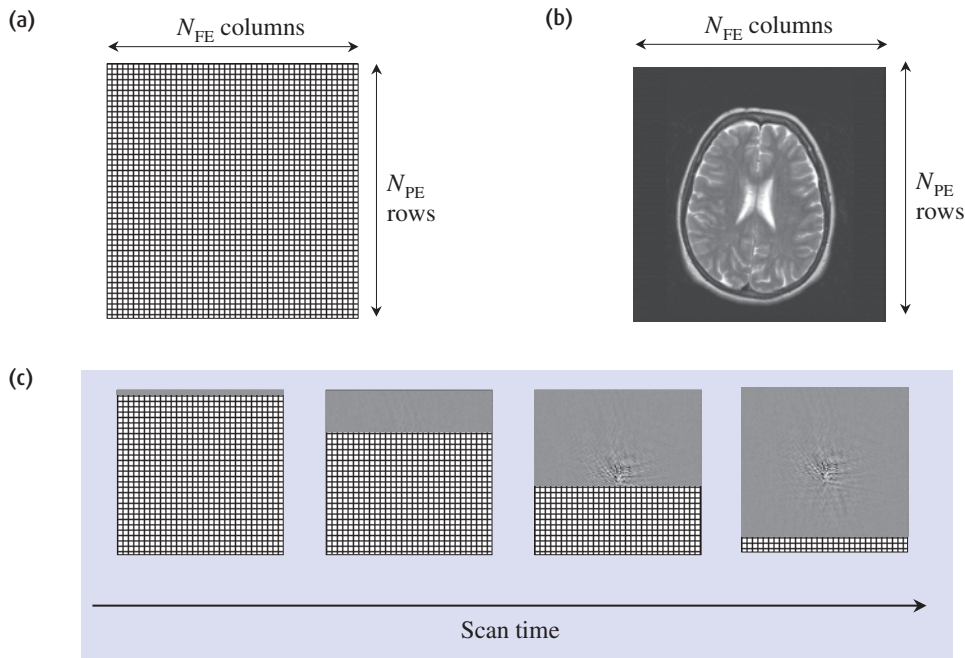 (a)
N_FE columns
N_PE
rows
(b)
N_FE columns
N_PE
rows
(c)
Scan time